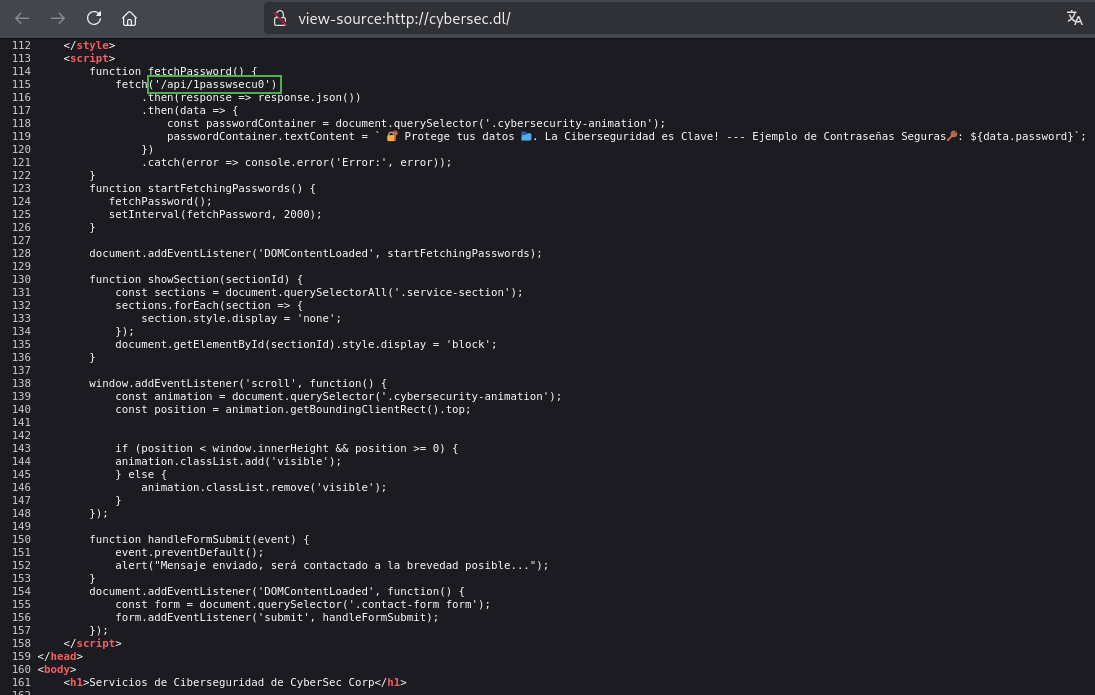 view-source:http://cybersec.dl/
112     </style>
113     <script>
114         function fetchPassword() {
115             fetch('/api/1passwsecu0')
116                 .then(response => response.json())
117                 .then(data => {
118                     const passwordContainer = document.querySelector('.cybersecurity-animation');
119                     passwordContainer.textContent = ` 🔐 Protege tus datos 📁. La Ciberseguridad es Clave! --- Ejemplo de Contraseñas Seguras🔑: ${data.password}`;
120                 })
121                 .catch(error => console.error('Error:', error));
122         }
123         function startFetchingPasswords() {
124            fetchPassword();
125            setInterval(fetchPassword, 2000);
126         }
127
128         document.addEventListener('DOMContentLoaded', startFetchingPasswords);
129
130         function showSection(sectionId) {
131             const sections = document.querySelectorAll('.service-section');
132             sections.forEach(section => {
133                 section.style.display = 'none';
134             });
135             document.getElementById(sectionId).style.display = 'block';
136         }
137
138         window.addEventListener('scroll', function() {
139             const animation = document.querySelector('.cybersecurity-animation');
140             const position = animation.getBoundingClientRect().top;
141
142
143             if (position < window.innerHeight && position >= 0) {
144             animation.classList.add('visible');
145             } else {
146                 animation.classList.remove('visible');
147             }
148         });
149
150         function handleFormSubmit(event) {
151             event.preventDefault();
152             alert("Mensaje enviado, será contactado a la brevedad posible...");
153         }
154         document.addEventListener('DOMContentLoaded', function() {
155             const form = document.querySelector('.contact-form form');
156             form.addEventListener('submit', handleFormSubmit);
157         });
158     </script>
159 </head>
160 <body>
161     <h1>Servicios de Ciberseguridad de CyberSec Corp</h1>
162